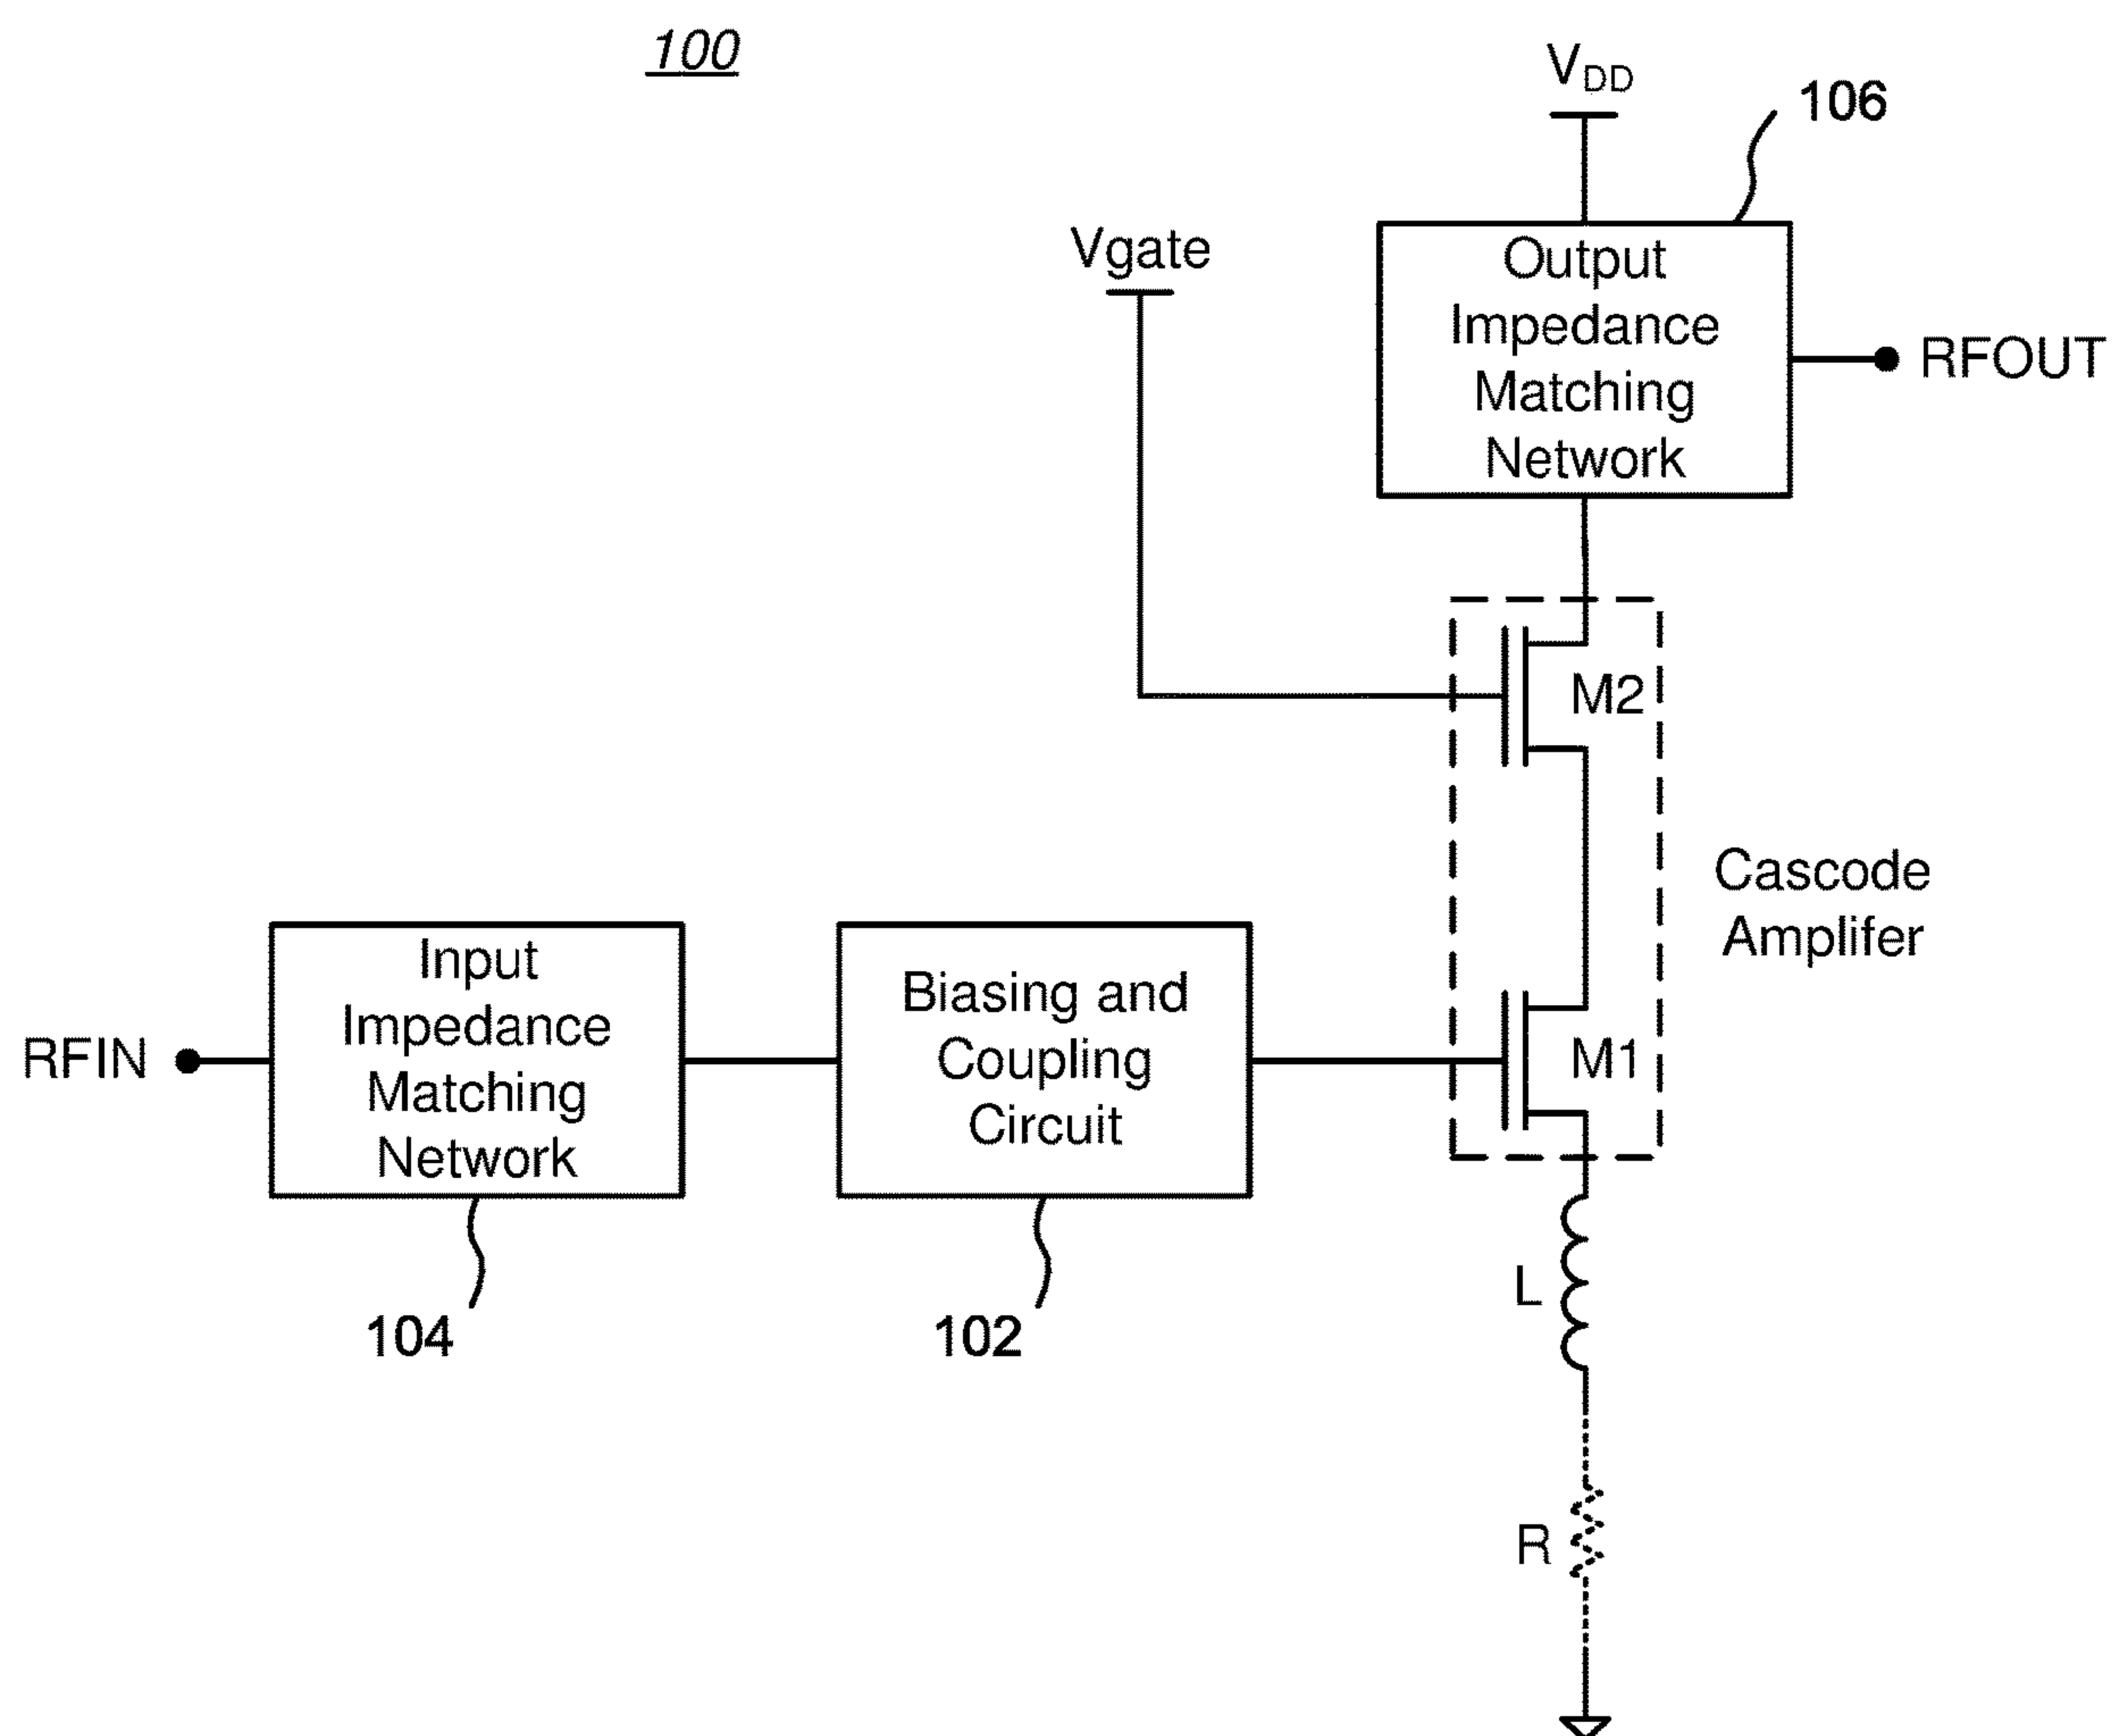 100
VDD
106
Vgate
Output
Impedance
Matching
Network
RFOUT
M2
Cascode
Amplifer
Input
Impedance
Matching
Network
Biasing and
Coupling
Circuit
RFIN
M1
L
104
102
R